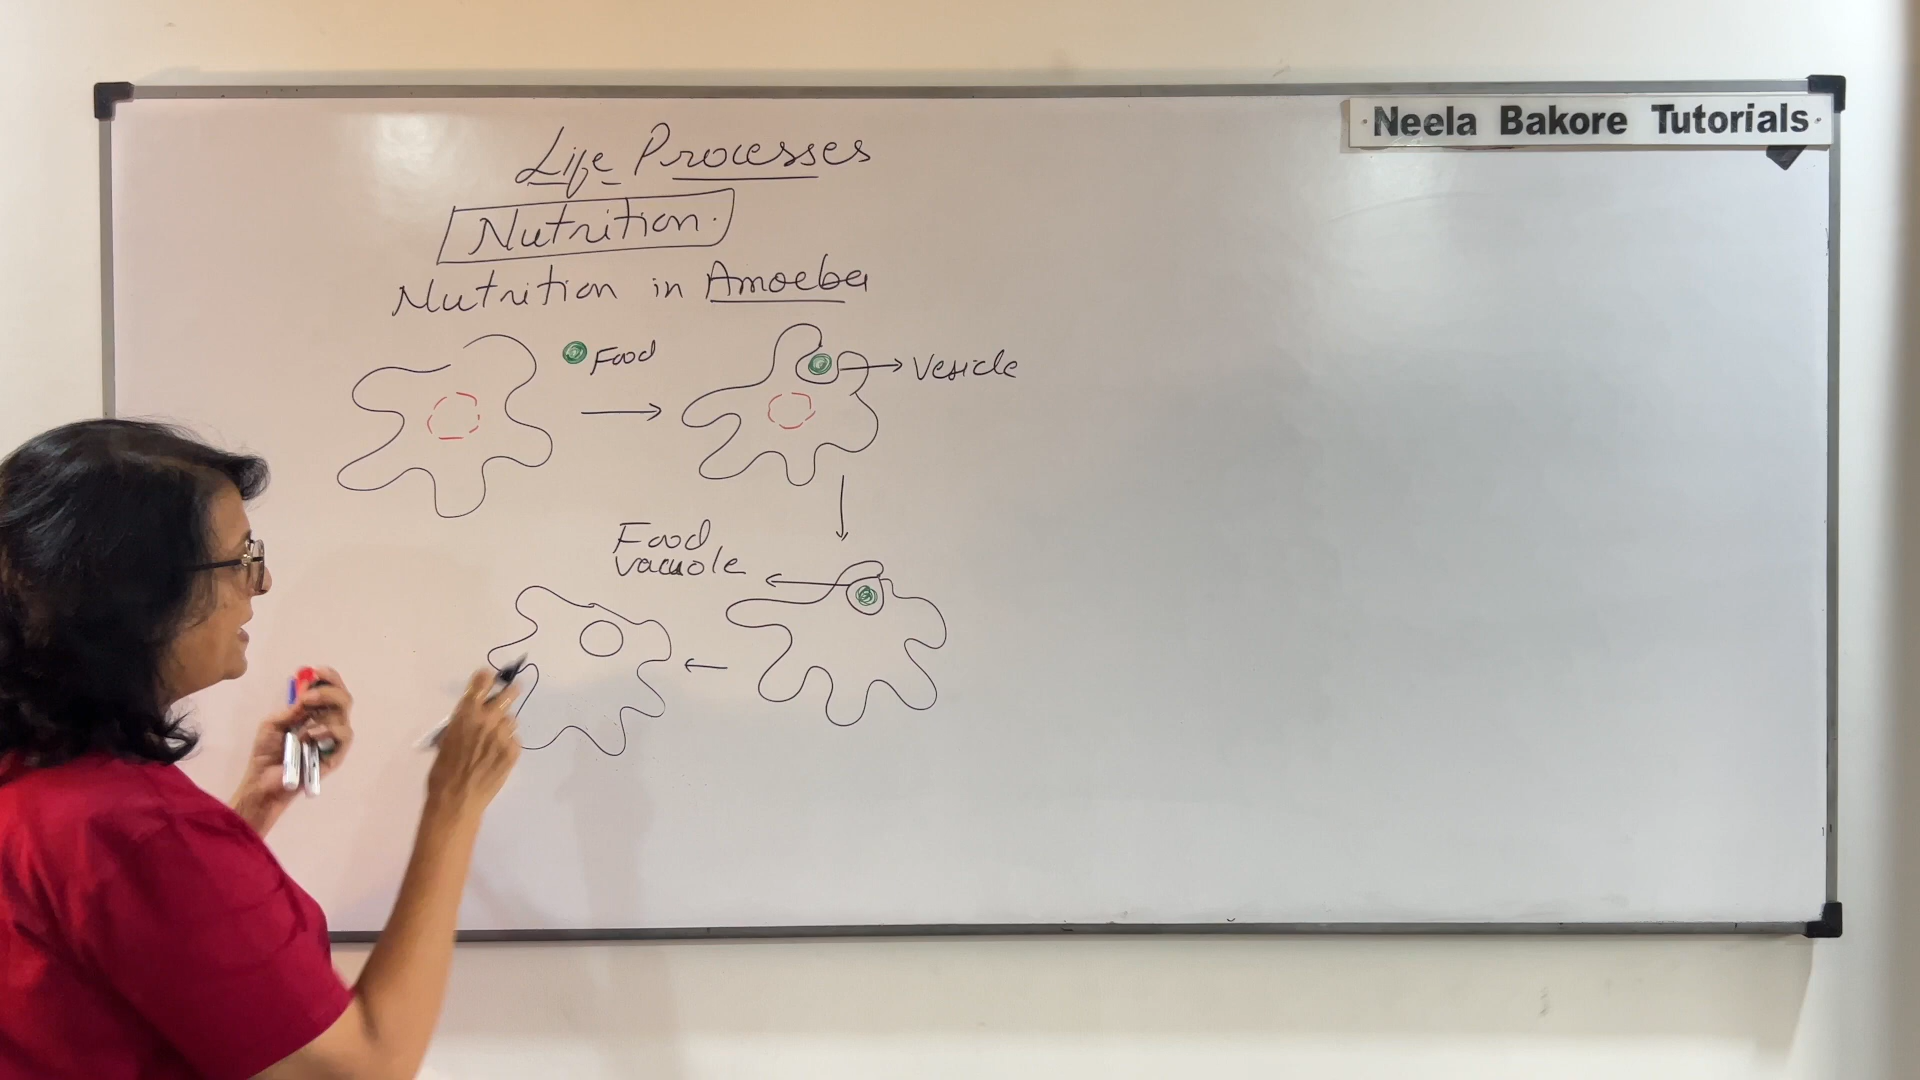 Neela Bakore Tutorials
Life Processes
Nutrition
Nutrition in Amoeba
Food
Vesicle
Food
vacuole